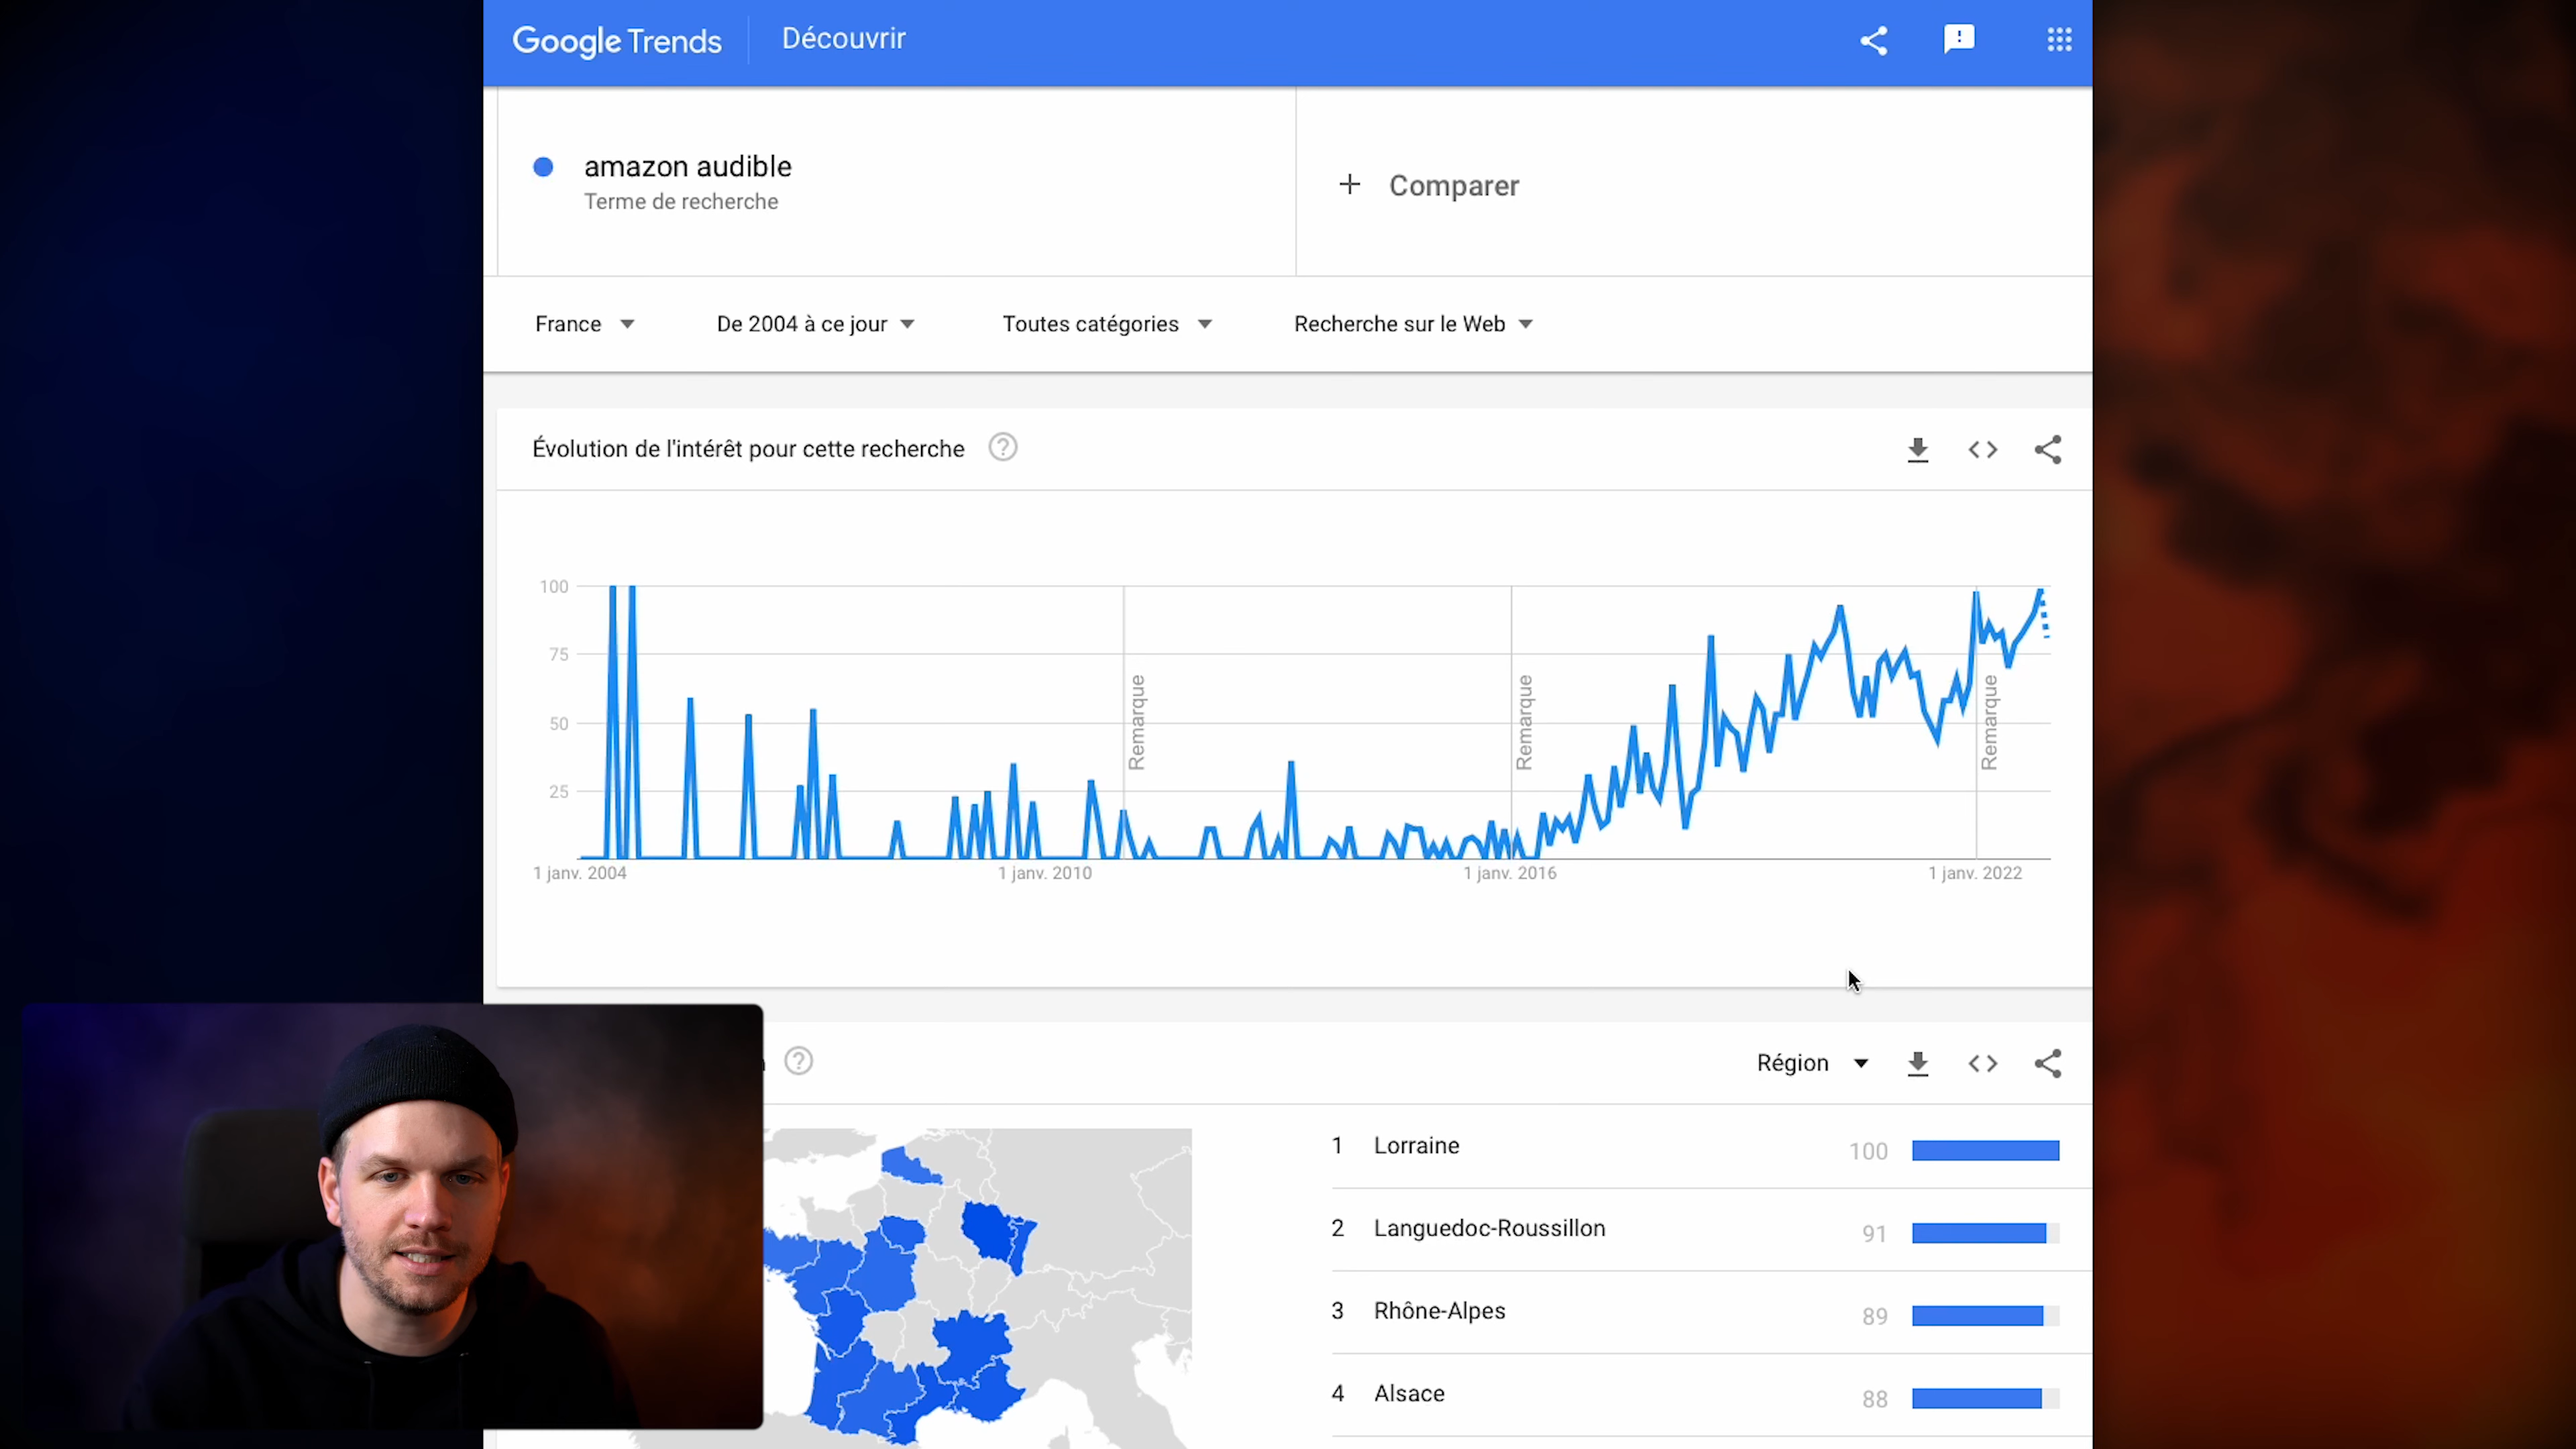 Google Trends
Découvrir
amazon audible
Terme de recherche
Comparer
France
De 2004 à ce jour
Toutes catégories
Recherche sur le Web
Évolution de l'intérêt pour cette recherche
?
100
75
50
25
Remarque
Remarque
Remarque
1 janv. 2004
1 janv. 2010
1 janv. 2016
1 janv. 2022
?
Région
1 Lorraine 100
2 Languedoc-Roussillon 91
3 Rhône-Alpes 89
4 Alsace 88